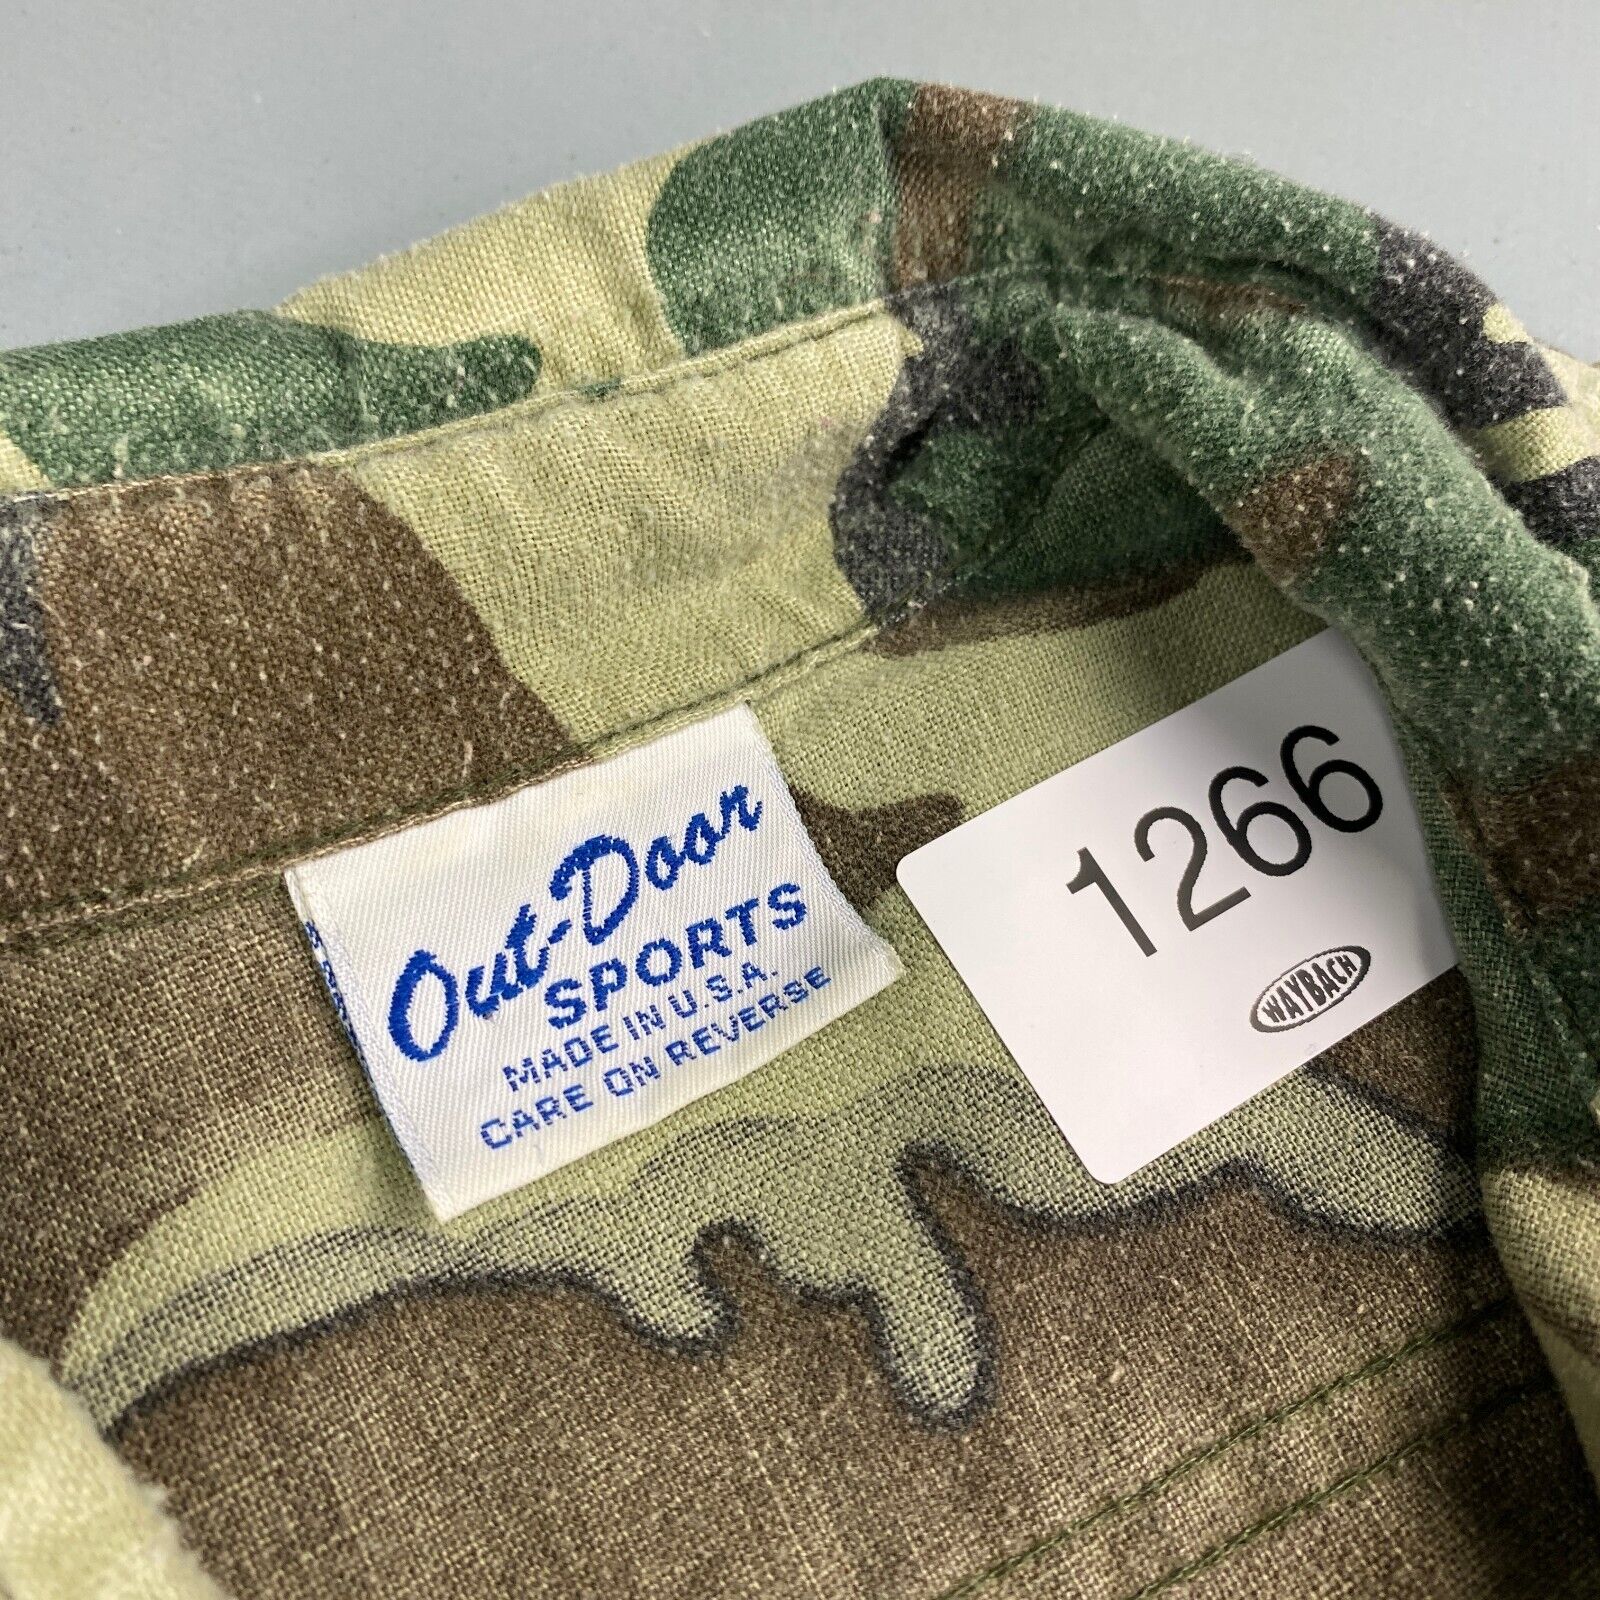 Out-Door
SPORTS
MADE IN U.S.A.
CARE ON REVERSE
1266
WAYBACH